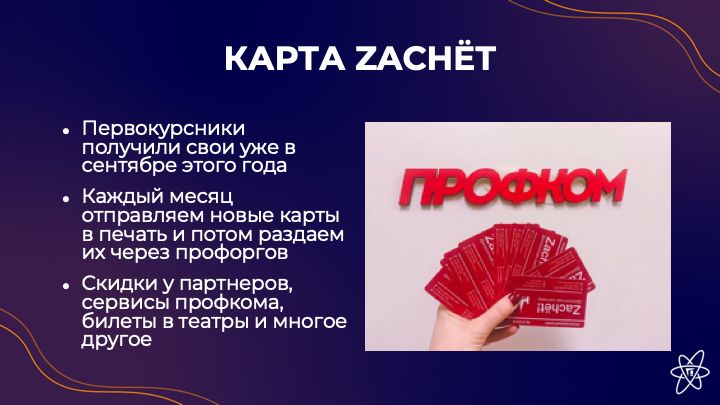 КАРТА ZACHЁT
• Первокурсники
получили свои уже в
сентябре этого года
• Каждый месяц
отправляем новые карты
в печать и потом раздаем
их через профоргов
• Скидки у партнеров,
сервисы профкома,
билеты в театры и многое
другое
ПРОФКОМ
Zachёt!